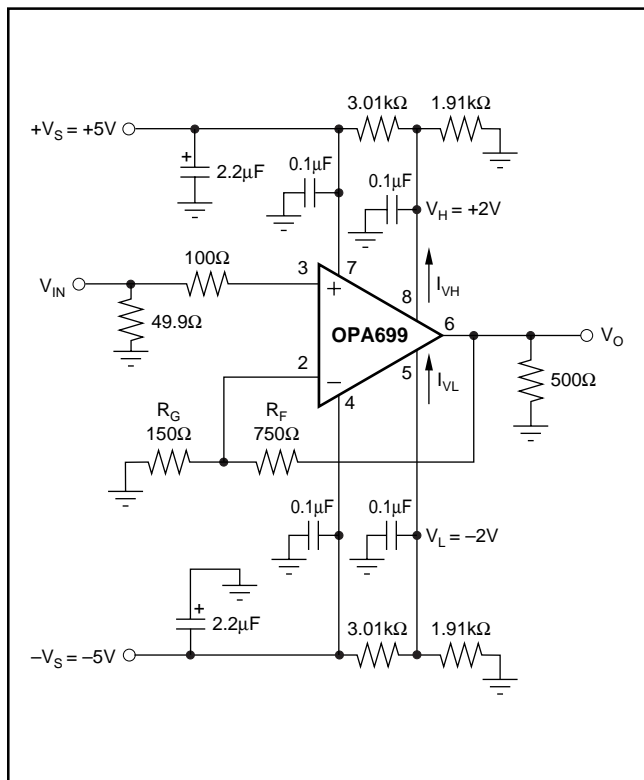 3.01kΩ 1.91kΩ
+V_S = +5V
+
2.2µF
0.1µF
0.1µF
V_H = +2V
V_IN
100Ω
3
7
8
I_VH
49.9Ω
+
OPA699
6
V_O
2
−
5
I_VL
500Ω
4
R_G
150Ω
R_F
750Ω
0.1µF
0.1µF
V_L = –2V
+
2.2µF
3.01kΩ 1.91kΩ
–V_S = –5V